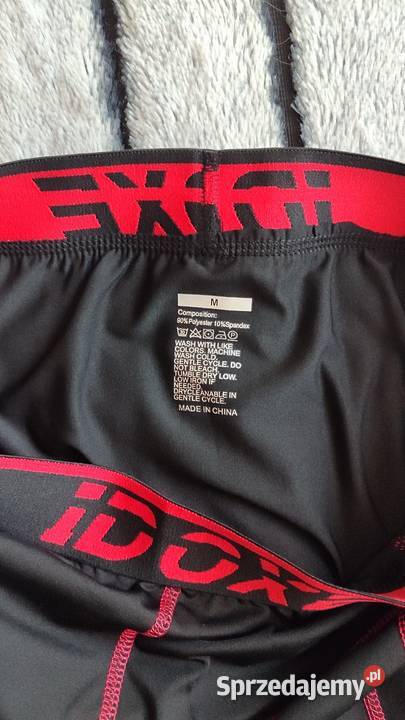 M
Composition:
90%Polyester 10%Spandex
WASH WITH LIKE
COLORS. MACHINE
WASH COLD,
GENTLE CYCLE. DO
NOT BLEACH.
TUMBLE DRY LOW.
LOW IRON IF
NEEDED.
DRYCLEANABLE IN
GENTLE CYCLE.
MADE IN CHINA
iDOX
Sprzedajemy.pl